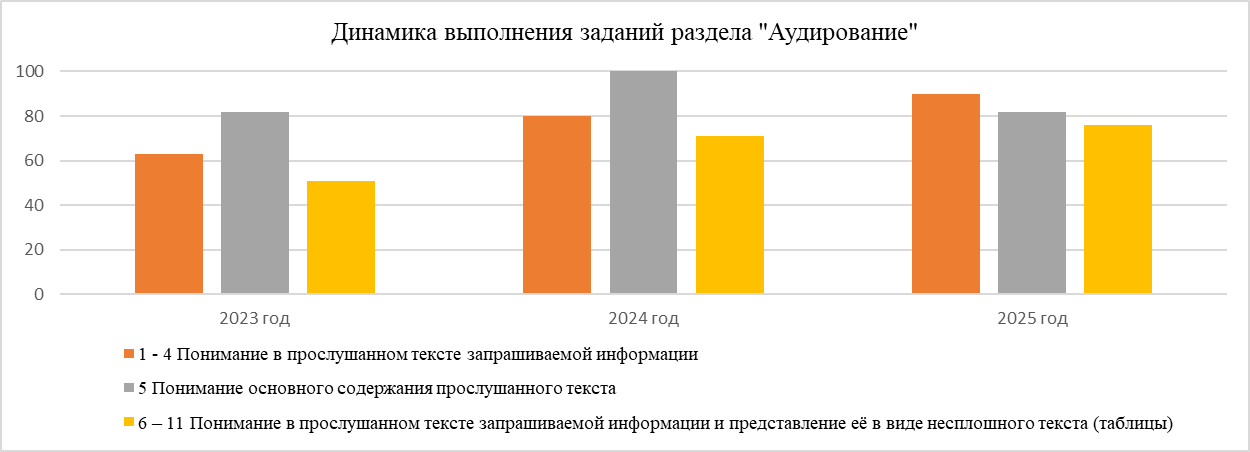 Динамика выполнения заданий раздела "Аудирование"
100
80
60
40
20
0
2023 год
2024 год
2025 год
1 - 4 Понимание в прослушанном тексте запрашиваемой информации
5 Понимание основного содержания прослушанного текста
6 – 11 Понимание в прослушанном тексте запрашиваемой информации и представление её в виде несплошного текста (таблицы)